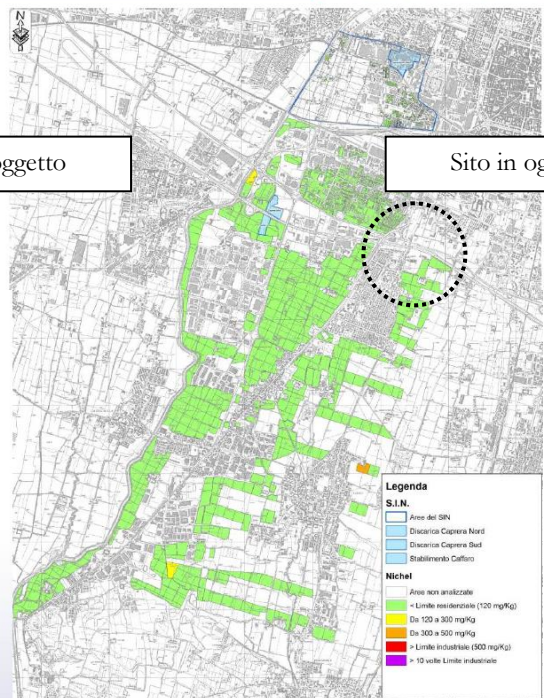 N
oggetto
Sito in og
Legenda
S.I.N.
Aree del SIN
Discarica Caprera Nord
Discarica Caprera Sud
Stabilimento Caffaro
Nichel
Aree non analizzate
< Limite residenziale (120 mg/Kg)
Da 120 a 300 mg/Kg
Da 300 a 500 mg/Kg
> Limite industriale (500 mg/Kg)
> 10 volte Limite industriale